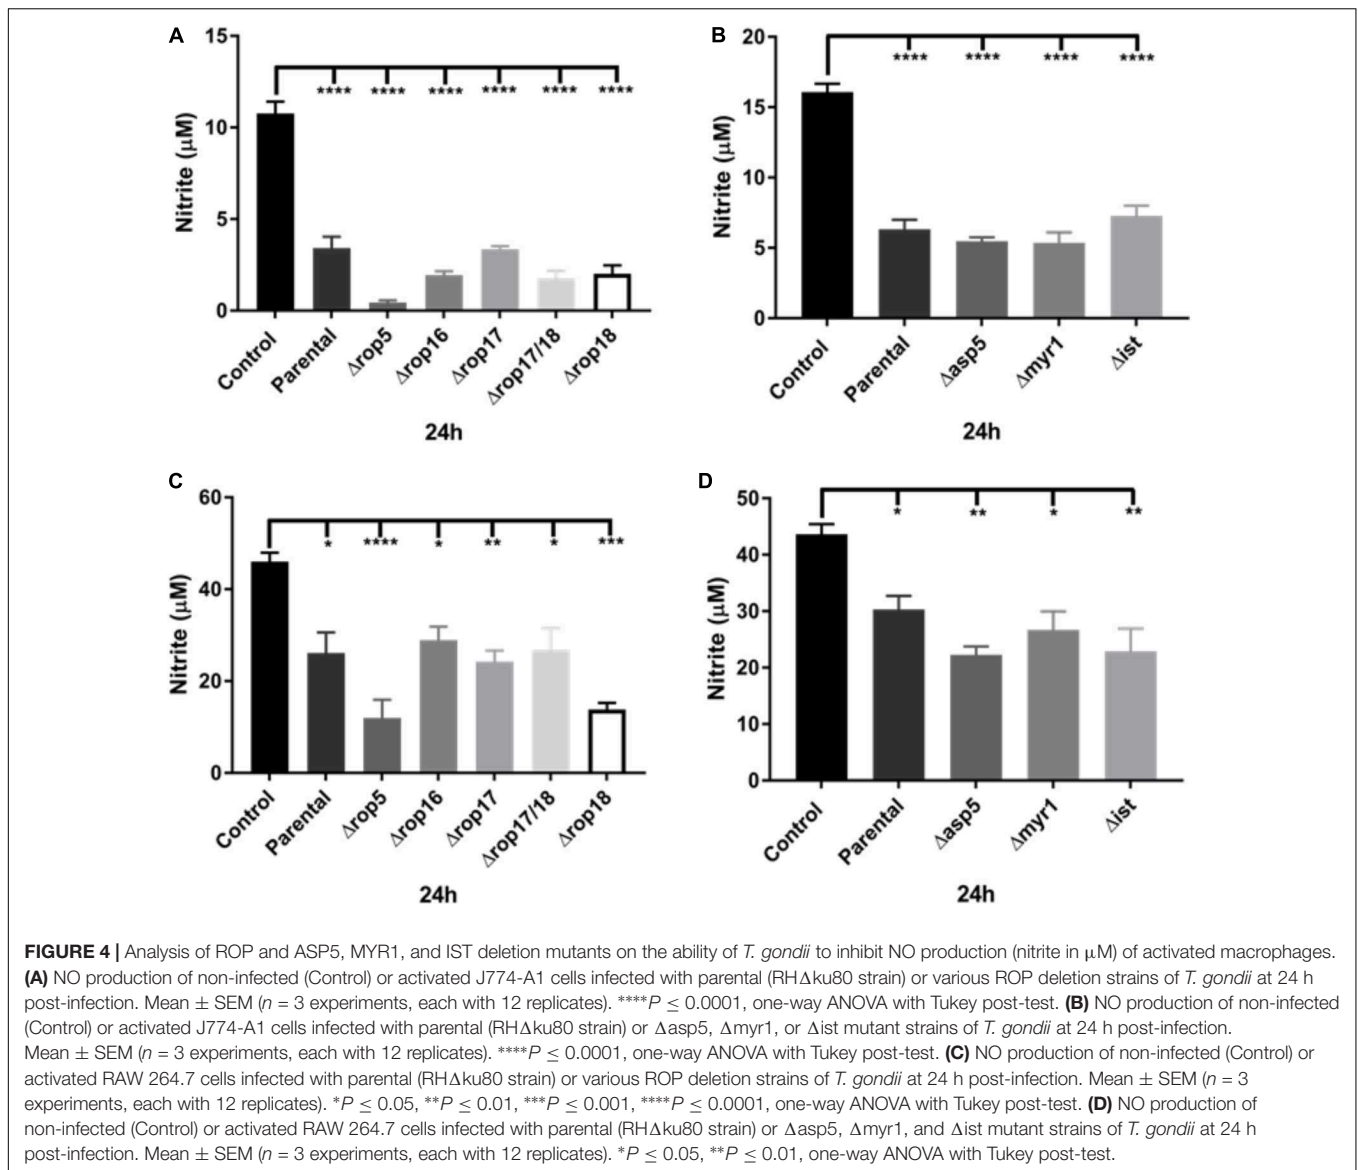 A
15
10
5
0
Nitrite (μM)
**** **** **** **** **** ****
Control
Parental
Δrop5
Δrop16
Δrop17
Δrop17/18
Δrop18
24h
B
20
15
10
5
0
Nitrite (μM)
**** **** **** ****
Control
Parental
Δasp5
Δmyr1
Δist
24h
C
60
40
20
0
Nitrite (μM)
* **** * ** * ***
Control
Parental
Δrop5
Δrop16
Δrop17
Δrop17/18
Δrop18
24h
D
50
40
30
20
10
0
Nitrite (μM)
* ** * **
Control
Parental
Δasp5
Δmyr1
Δist
24h
FIGURE 4 | Analysis of ROP and ASP5, MYR1, and IST deletion mutants on the ability of T. gondii to inhibit NO production (nitrite in μM) of activated macrophages.
(A) NO production of non-infected (Control) or activated J774-A1 cells infected with parental (RHΔku80 strain) or various ROP deletion strains of T. gondii at 24 h
post-infection. Mean ± SEM (n = 3 experiments, each with 12 replicates). ****P ≤ 0.0001, one-way ANOVA with Tukey post-test. (B) NO production of non-infected
(Control) or activated J774-A1 cells infected with parental (RHΔku80 strain) or Δasp5, Δmyr1, or Δist mutant strains of T. gondii at 24 h post-infection.
Mean ± SEM (n = 3 experiments, each with 12 replicates). ****P ≤ 0.0001, one-way ANOVA with Tukey post-test. (C) NO production of non-infected (Control) or
activated RAW 264.7 cells infected with parental (RHΔku80 strain) or various ROP deletion strains of T. gondii at 24 h post-infection. Mean ± SEM (n = 3
experiments, each with 12 replicates). *P ≤ 0.05, **P ≤ 0.01, ***P ≤ 0.001, ****P ≤ 0.0001, one-way ANOVA with Tukey post-test. (D) NO production of
non-infected (Control) or activated RAW 264.7 cells infected with parental (RHΔku80 strain) or Δasp5, Δmyr1, and Δist mutant strains of T. gondii at 24 h
post-infection. Mean ± SEM (n = 3 experiments, each with 12 replicates). *P ≤ 0.05, **P ≤ 0.01, one-way ANOVA with Tukey post-test.